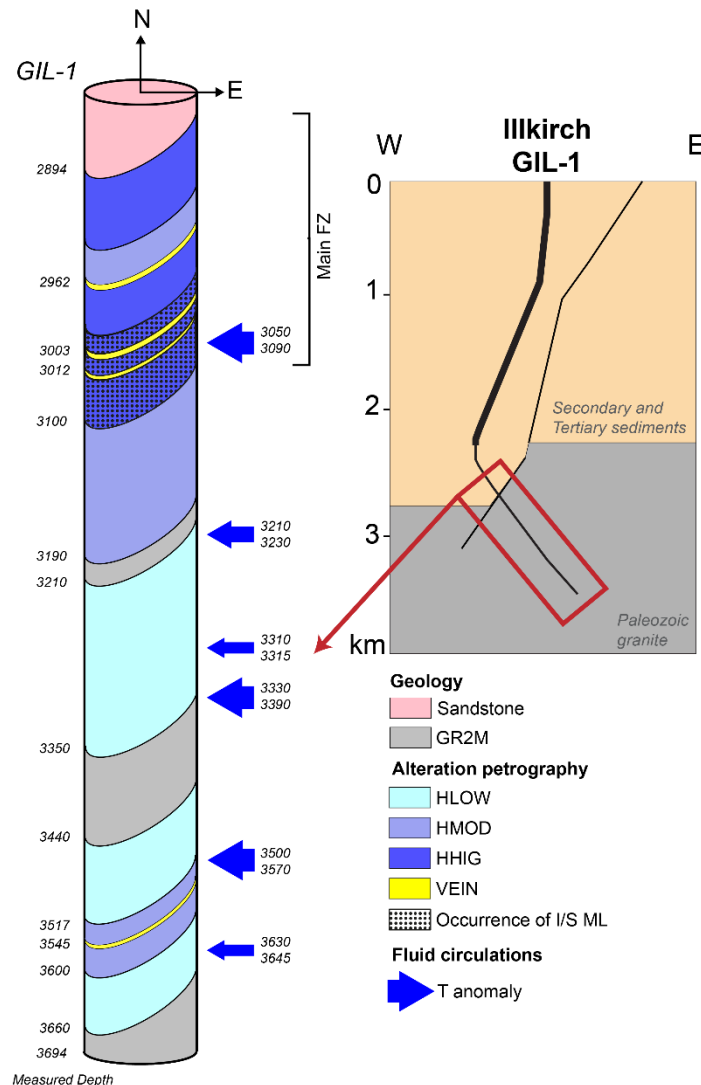 N
GIL-1
E
2894
2962
3003
3012
3100
3190
3210
3350
3440
3517
3545
3600
3660
3694
Measured Depth
Main FZ
3050
3090
3210
3230
3310
3315
3330
3390
3500
3570
3630
3645
Illkirch
GIL-1
W
E
0
1
2
3
km
Secondary and
Tertiary sediments
Paleozoic
granite
Geology
Sandstone
GR2M
Alteration petrography
HLOW
HMOD
HHIG
VEIN
Occurrence of I/S ML
Fluid circulations
T anomaly